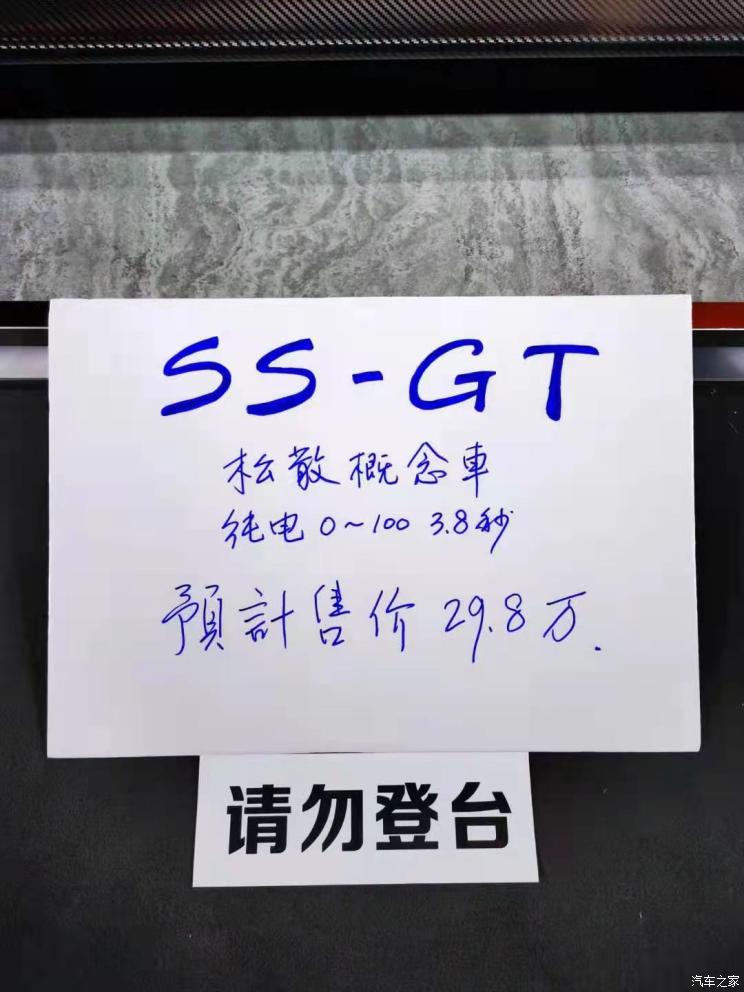 SS-GT
松散概念車
纯电 0~100 3.8秒
預計售价 29.8万.
请勿登台
汽车之家